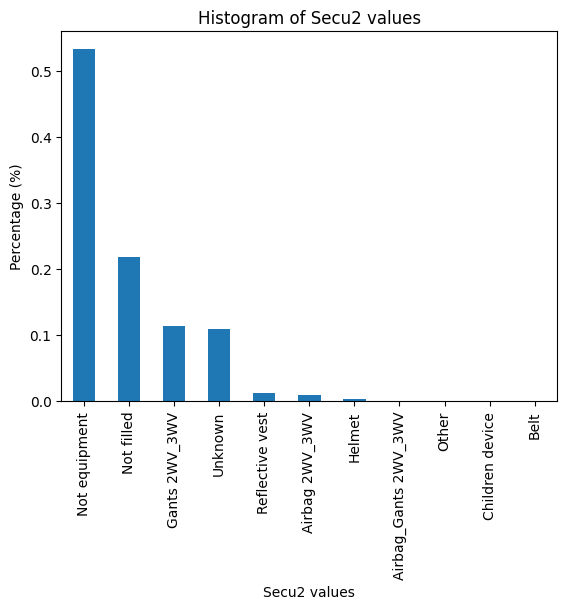 Histogram of Secu2 values
Percentage (%)
0.5
0.4
0.3
0.2
0.1
0.0
Not equipment
Not filled
Gants 2WV_3WV
Unknown
Reflective vest
Airbag 2WV_3WV
Helmet
Airbag_Gants 2WV_3WV
Other
Children device
Belt
Secu2 values